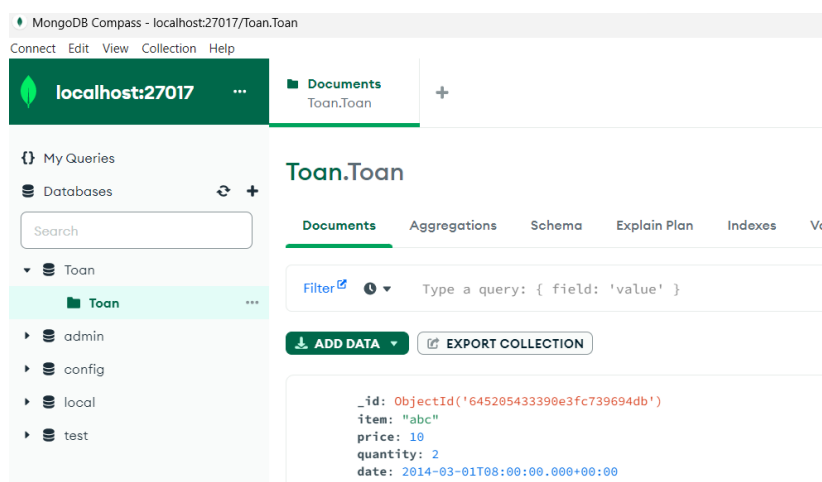 MongoDB Compass - localhost:27017/Toan.Toan
Connect Edit View Collection Help
localhost:27017 ...
Documents
Toan.Toan
+
{} My Queries
Databases
Search
Toan
Toan ...
admin
config
local
test
Toan.Toan
Documents Aggregations Schema Explain Plan Indexes
Filter Type a query: { field: 'value' }
ADD DATA EXPORT COLLECTION
_id: ObjectId('645205433390e3fc739694db')
item: "abc"
price: 10
quantity: 2
date: 2014-03-01T08:00:00.000+00:00